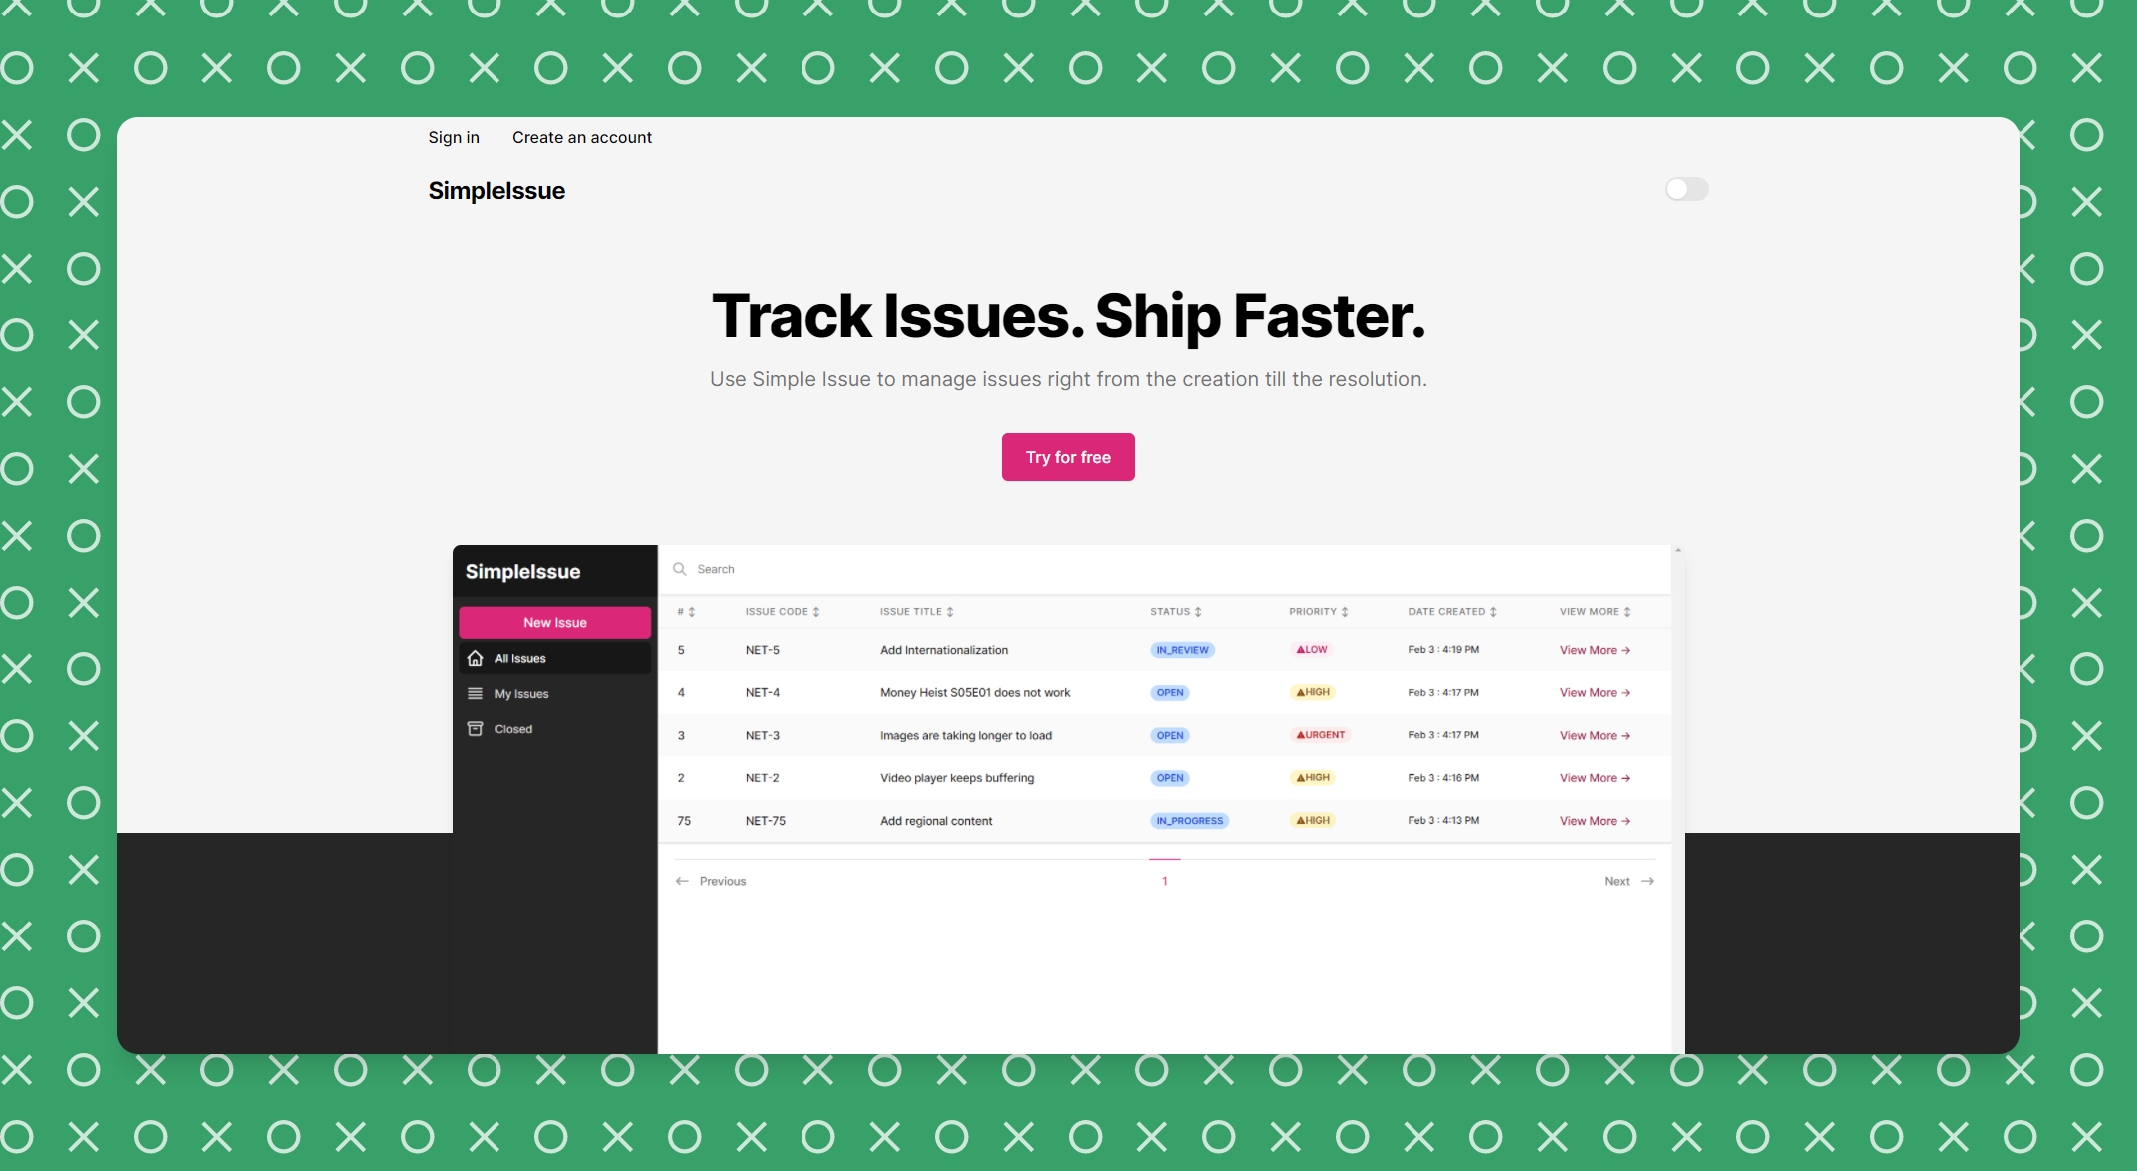 Sign in Create an account
SimpleIssue
Track Issues. Ship Faster.
Use Simple Issue to manage issues right from the creation till the resolution.
Try for free
SimpleIssue
New Issue
All Issues
My Issues
Closed
Search
# ISSUE CODE ISSUE TITLE STATUS PRIORITY DATE CREATED VIEW MORE
5 NET-5 Add Internationalization IN_REVIEW LOW Feb 3 : 4:19 PM View More →
4 NET-4 Money Heist S05E01 does not work OPEN HIGH Feb 3 : 4:17 PM View More →
3 NET-3 Images are taking longer to load OPEN URGENT Feb 3 : 4:17 PM View More →
2 NET-2 Video player keeps buffering OPEN HIGH Feb 3 : 4:16 PM View More →
75 NET-75 Add regional content IN_PROGRESS HIGH Feb 3 : 4:13 PM View More →
← Previous 1 Next →